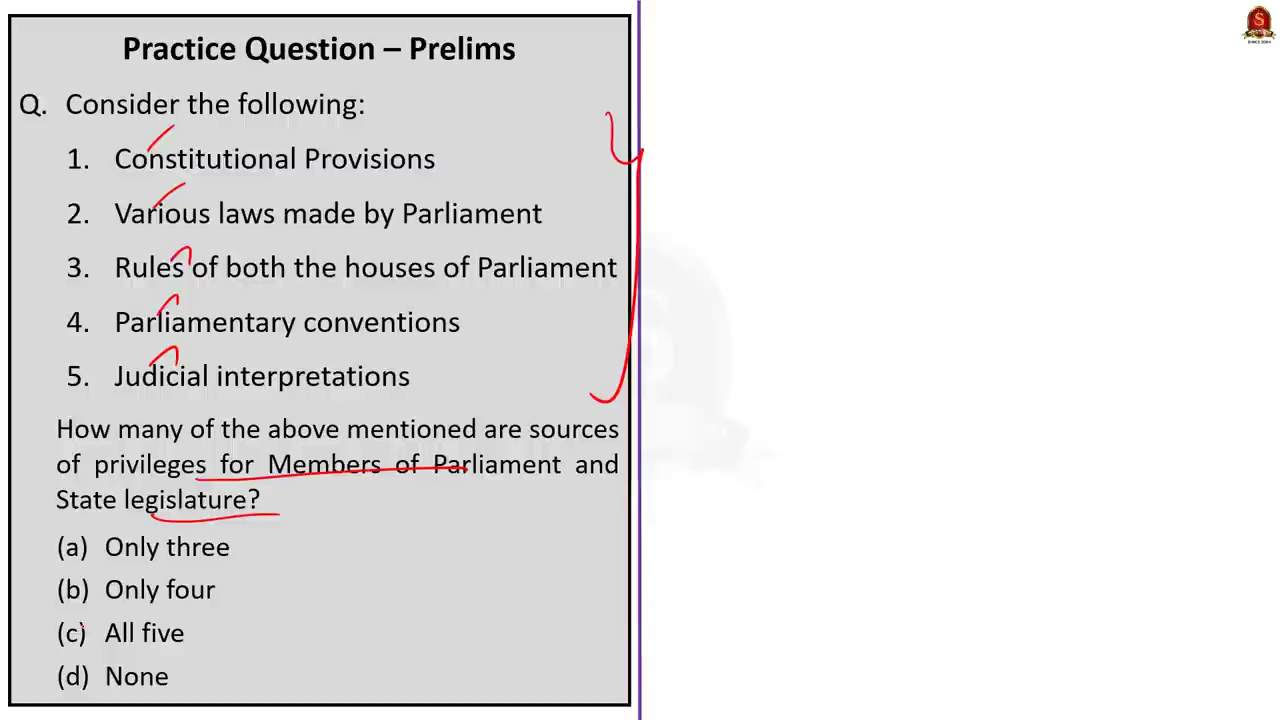 Practice Question – Prelims
Q. Consider the following:
1. Constitutional Provisions
2. Various laws made by Parliament
3. Rules of both the houses of Parliament
4. Parliamentary conventions
5. Judicial interpretations
How many of the above mentioned are sources
of privileges for Members of Parliament and
State legislature?
(a) Only three
(b) Only four
(c) All five
(d) None
S